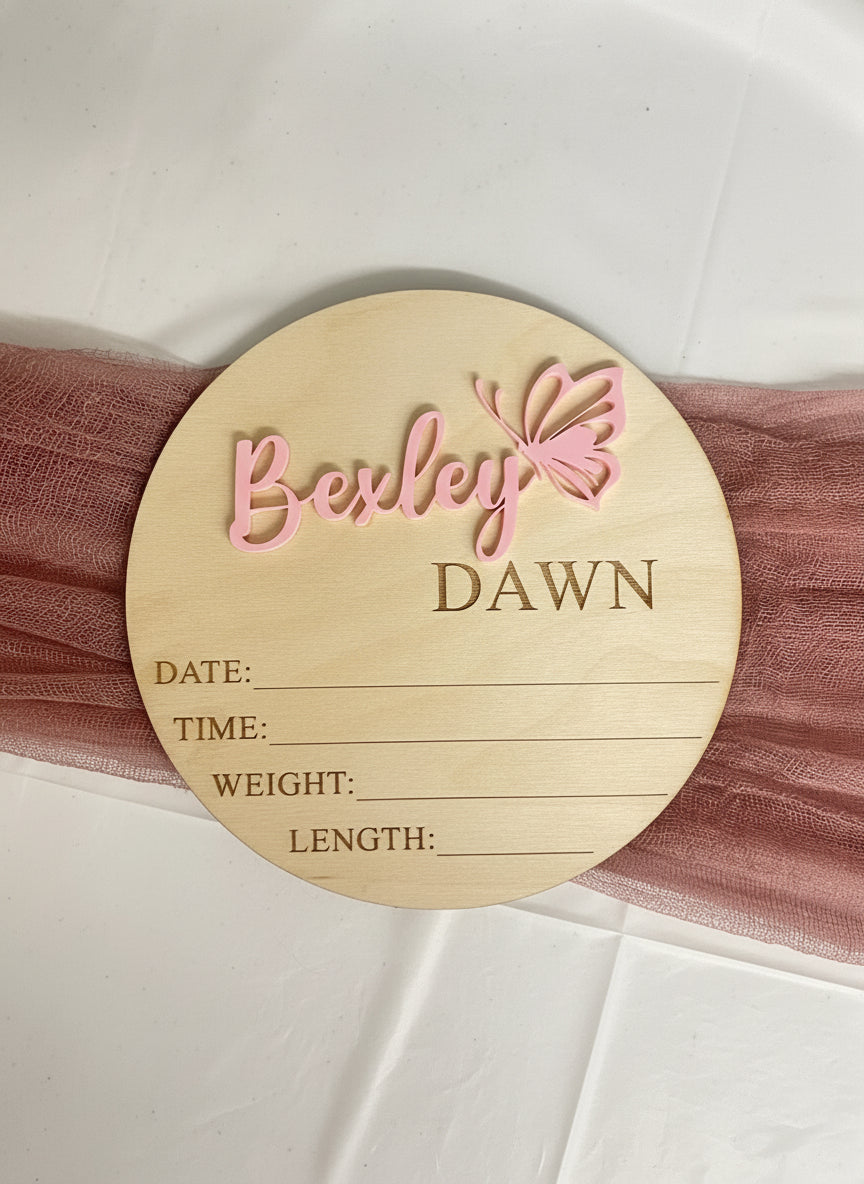 Bexley
DAWN
DATE:
TIME:
WEIGHT:
LENGTH: